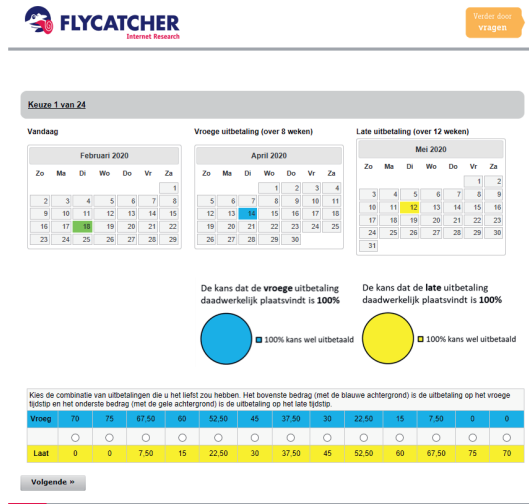 FLYCATCHER
Internet Research
Verder door
vragen
Keuze 1 van 24
Vandaag Vroege uitbetaling (over 8 weken) Late uitbetaling (over 12 weken)
Februari 2020
Zo Ma Di Wo Do Vr Za
1
2 3 4 5 6 7 8
9 10 11 12 13 14 15
16 17 18 19 20 21 22
23 24 25 26 27 28 29
April 2020
Zo Ma Di Wo Do Vr Za
1 2 3 4
5 6 7 8 9 10 11
12 13 14 15 16 17 18
19 20 21 22 23 24 25
26 27 28 29 30
Mei 2020
Zo Ma Di Wo Do Vr Za
1 2
3 4 5 6 7 8 9
10 11 12 13 14 15 16
17 18 19 20 21 22 23
24 25 26 27 28 29 30
31
De kans dat de vroege uitbetaling
daadwerkelijk plaatsvindt is 100%
100% kans wel uitbetaald
De kans dat de late uitbetaling
daadwerkelijk plaatsvindt is 100%
100% kans wel uitbetaald
Kies de combinatie van uitbetalingen die u het liefst zou hebben. Het bovenste bedrag (met de blauwe achtergrond) is de uitbetaling op het vroege
tijdstip en het onderste bedrag (met de gele achtergrond) is de uitbetaling op het late tijdstip.
Vroeg 70 75 67,50 60 52,50 45 37,50 30 22,50 15 7,50 0 0
Laat 0 0 7,50 15 22,50 30 37,50 45 52,50 60 67,50 75 70
Volgende »